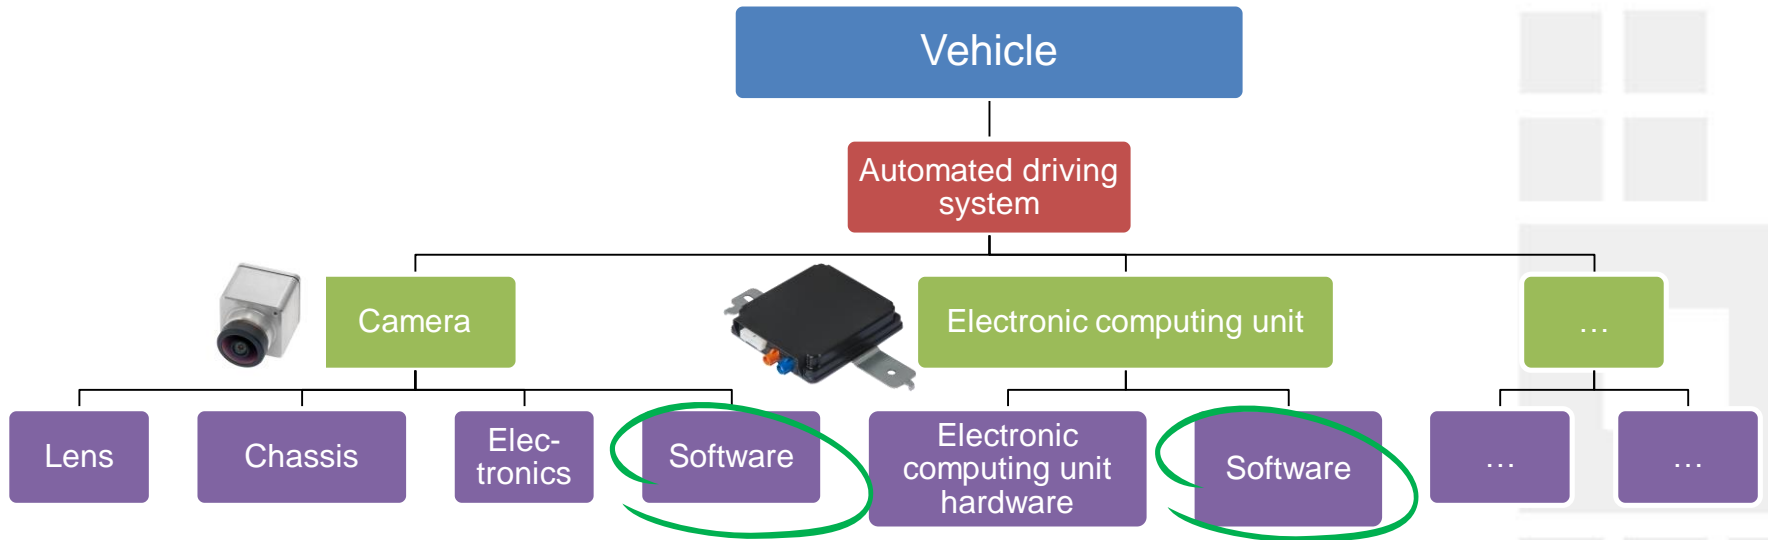 Vehicle
Automated driving
system
Camera
Electronic computing unit
...
Lens
Chassis
Elec-
tronics
Software
Electronic
computing unit
hardware
Software
...
...